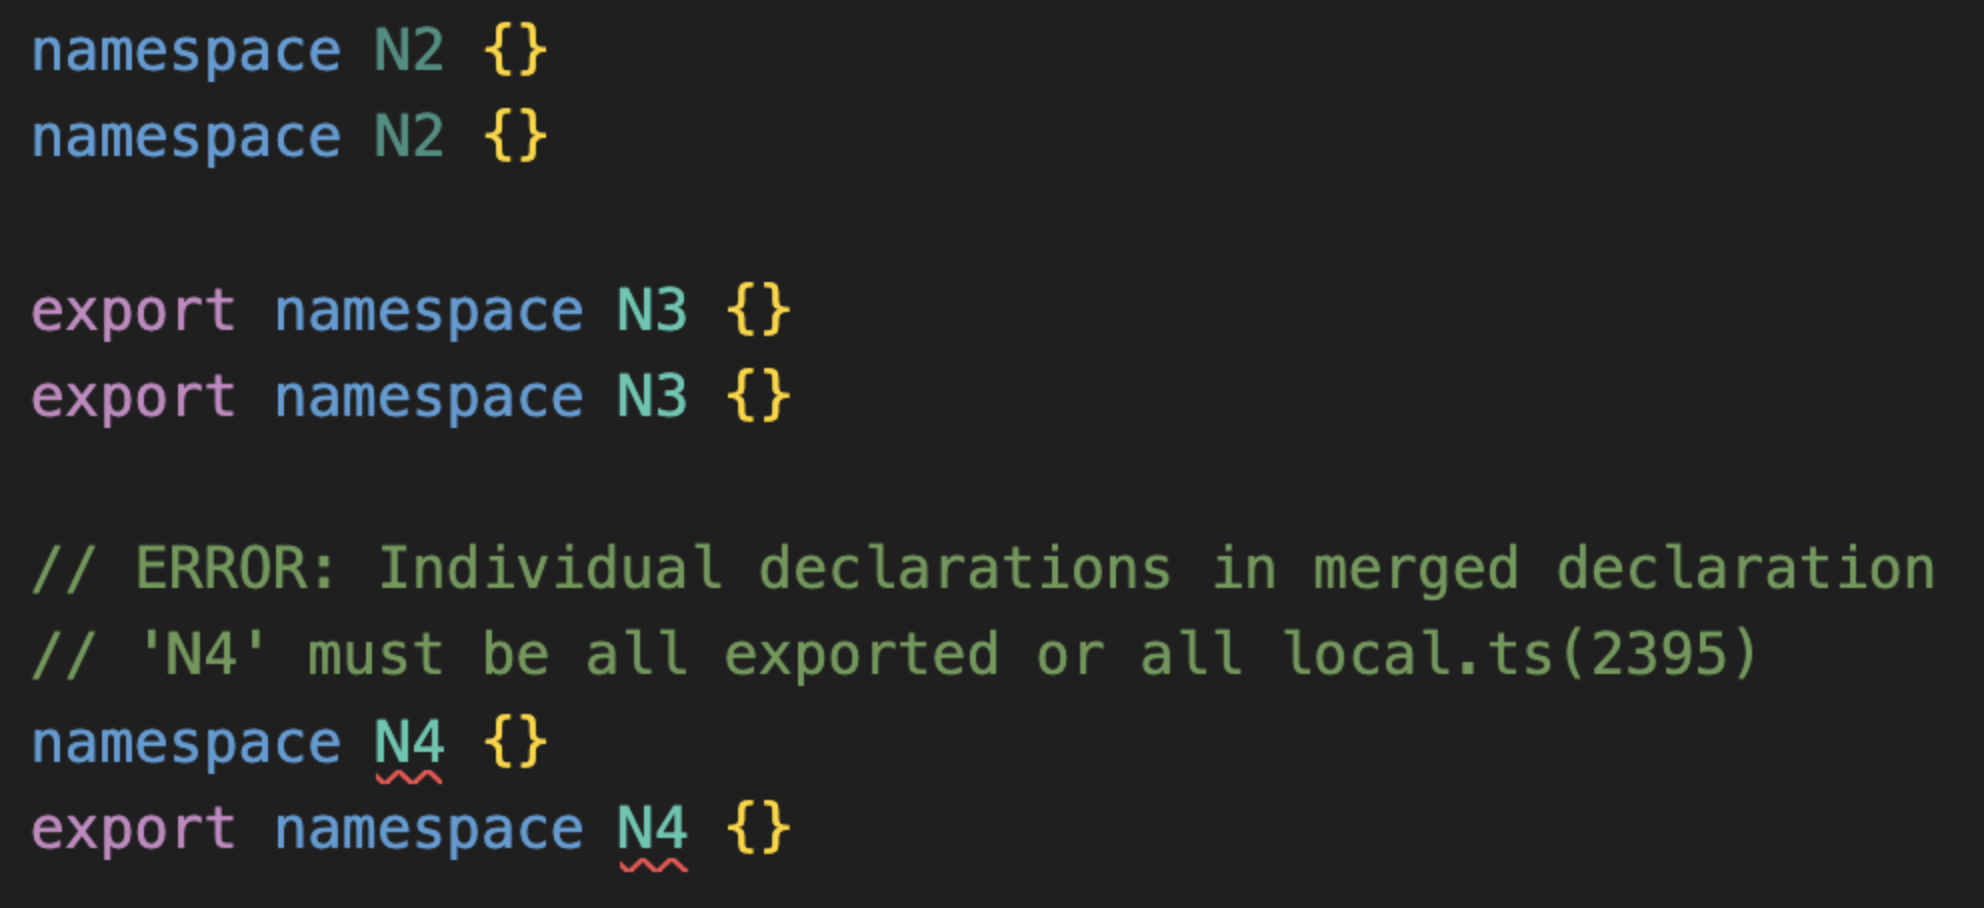 namespace N2 {}
namespace N2 {}
export namespace N3 {}
export namespace N3 {}
// ERROR: Individual declarations in merged declaration
// 'N4' must be all exported or all local.ts(2395)
namespace N4 {}
export namespace N4 {}